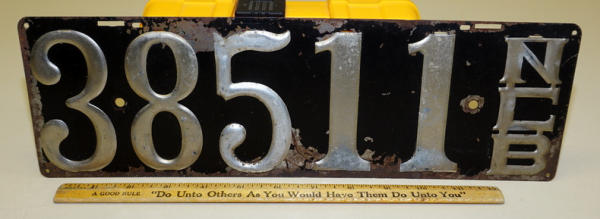 38511
NEB
A GOOD RULE "Do Unto Others As You Would Have Them Do Unto You"